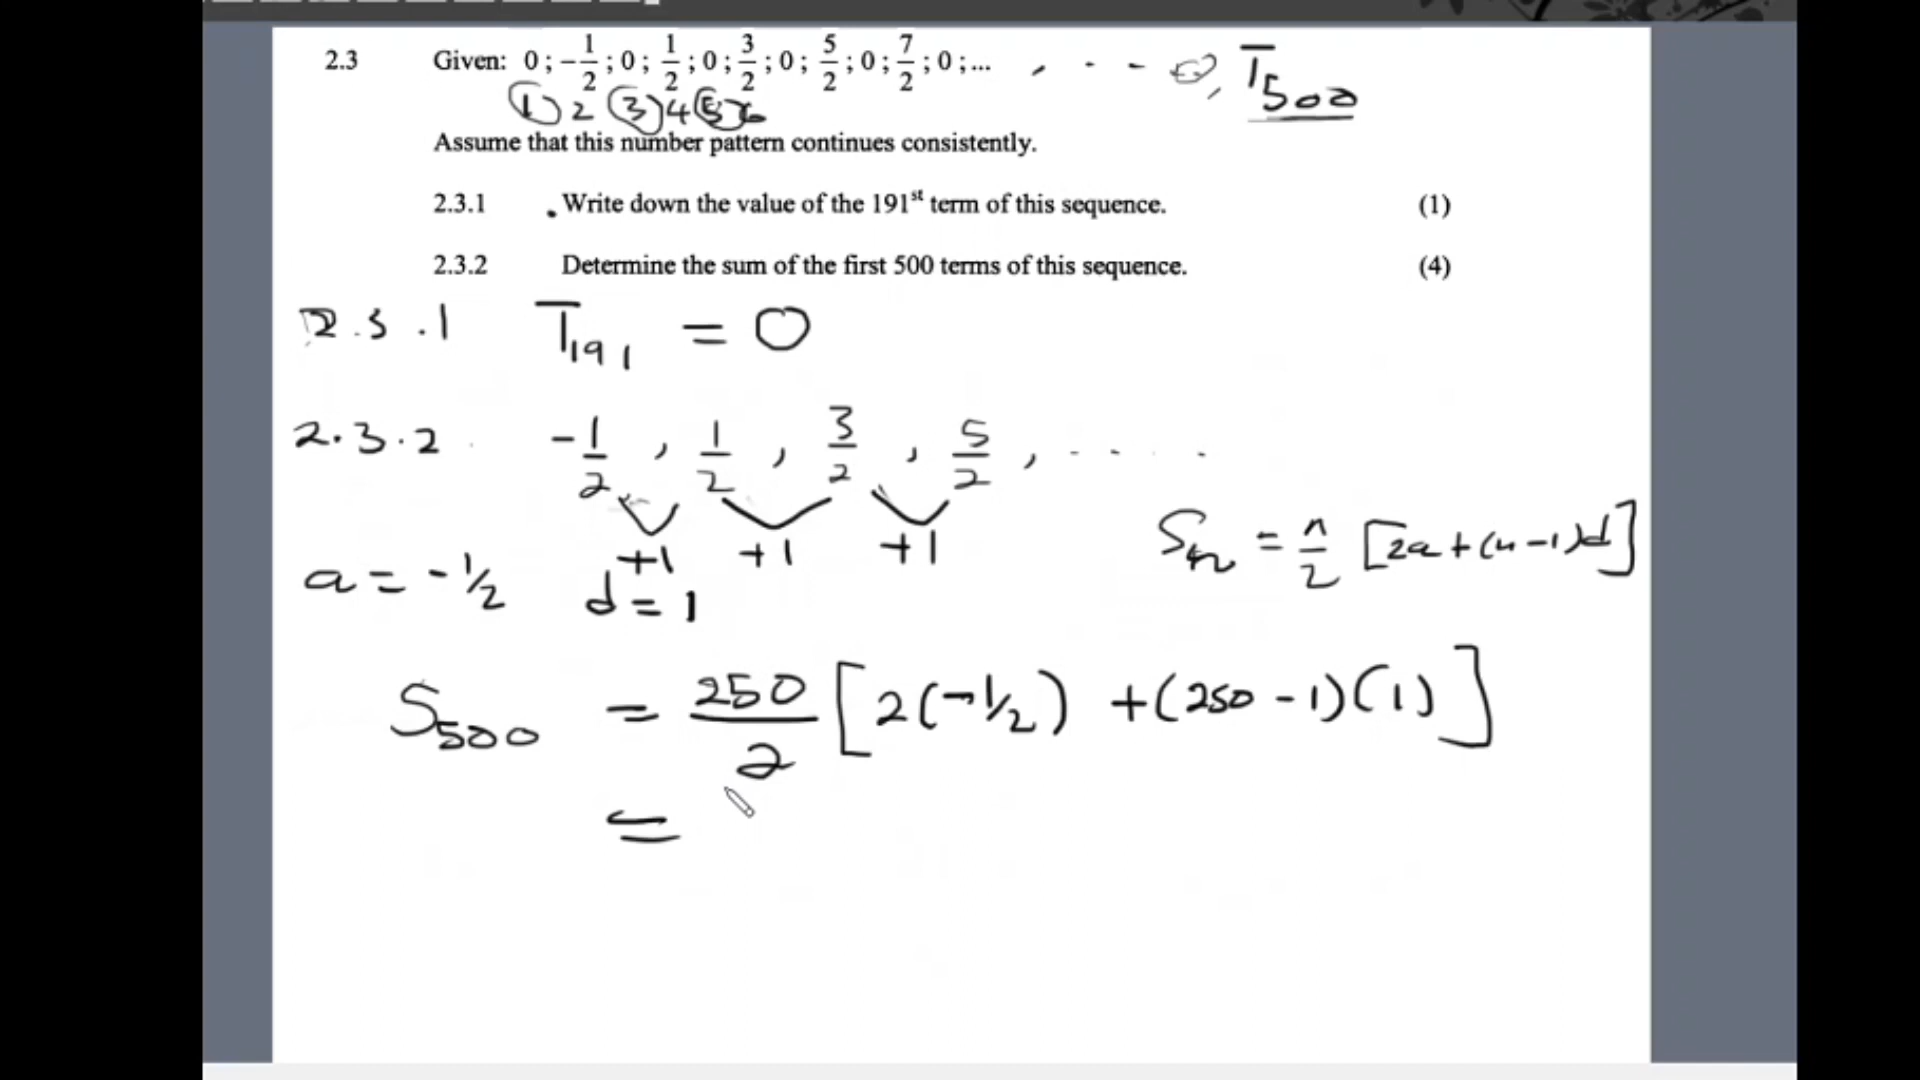 2.3 Given: 0 ; −1/2 ; 0 ; 1/2 ; 0 ; 3/2 ; 0 ; 5/2 ; 0 ; 7/2 ; 0 ; ... , . . - , T500
1 2 3 4 5 6
Assume that this number pattern continues consistently.
2.3.1 Write down the value of the 191st term of this sequence. (1)
2.3.2 Determine the sum of the first 500 terms of this sequence. (4)
2.3.1 T191 = 0
2.3.2 -1/2 , 1/2 , 3/2 , 5/2 , . . . .
+1 +1 +1
Sn = n/2 [2a + (n-1)d]
a = -1/2 d = 1
S500 = 250/2 [2(-1/2) + (250 - 1)(1)]
=